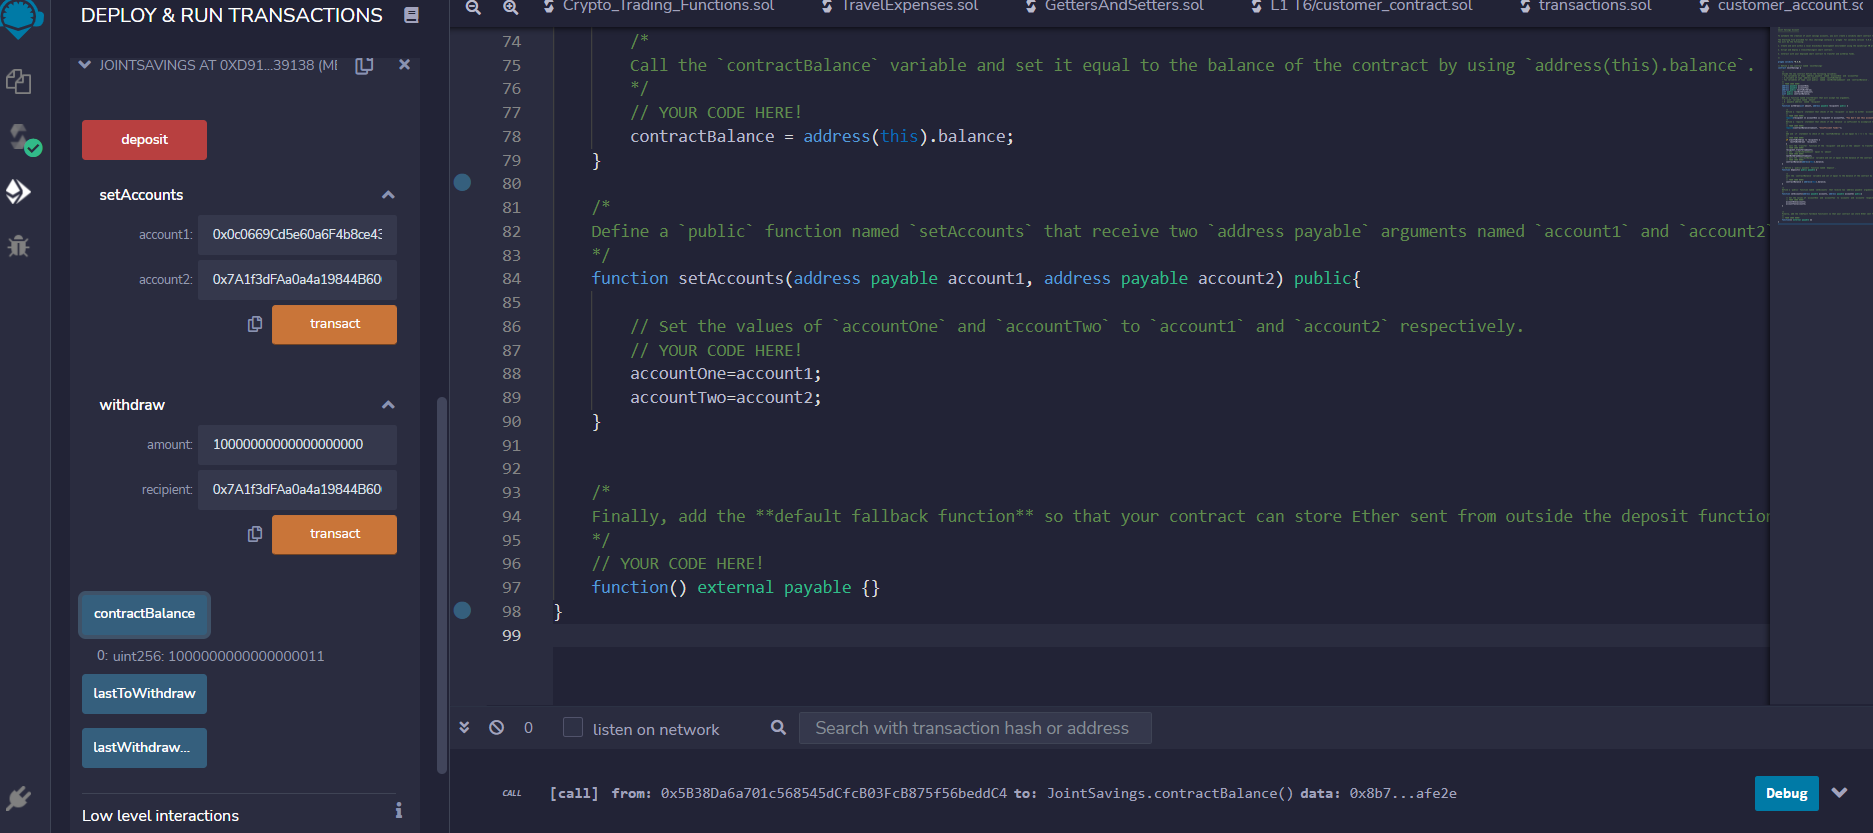 DEPLOY & RUN TRANSACTIONS
JOINTSAVINGS AT 0XD91...39138 (M
deposit
setAccounts
account1: 0x0c0669Cd5e60a6F4b8ce43
account2: 0x7A1f3dFAa0a4a19844B60
transact
withdraw
amount: 10000000000000000000
recipient: 0x7A1f3dFAa0a4a19844B60
transact
contractBalance
0: uint256: 1000000000000000011
lastToWithdraw
lastWithdraw...
Low level interactions
Crypto_Trading_Functions.sol TravelExpenses.sol GettersAndSetters.sol L1 T6/customer_contract.sol transactions.sol customer_account.sc
74 /*
75 Call the `contractBalance` variable and set it equal to the balance of the contract by using `address(this).balance`.
76 */
77 // YOUR CODE HERE!
78 contractBalance = address(this).balance;
79 }
80
81 /*
82 Define a `public` function named `setAccounts` that receive two `address payable` arguments named `account1` and `account2`
83 */
84 function setAccounts(address payable account1, address payable account2) public{
85
86 // Set the values of `accountOne` and `accountTwo` to `account1` and `account2` respectively.
87 // YOUR CODE HERE!
88 accountOne=account1;
89 accountTwo=account2;
90 }
91
92
93 /*
94 Finally, add the **default fallback function** so that your contract can store Ether sent from outside the deposit function
95 */
96 // YOUR CODE HERE!
97 function() external payable {}
98 }
99
0 listen on network Search with transaction hash or address
CALL [call] from: 0x5B38Da6a701c568545dCfcB03FcB875f56beddC4 to: JointSavings.contractBalance() data: 0x8b7...afe2e Debug